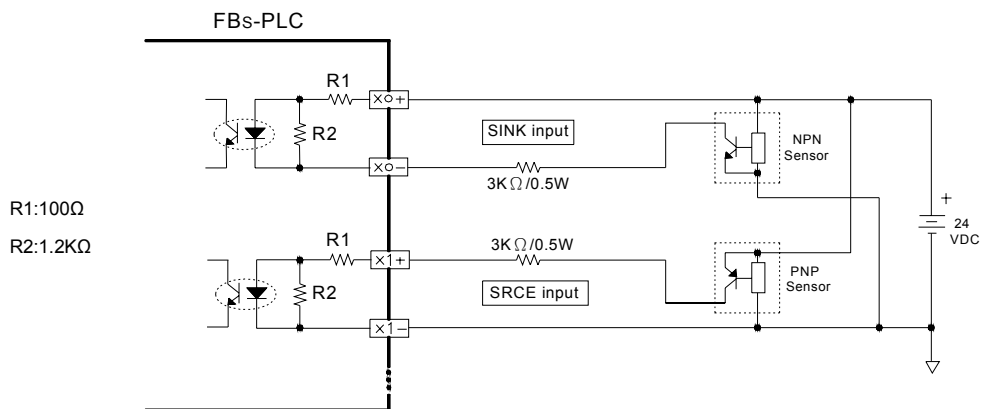 FBs-PLC
R1
X0+
R2
SINK input
NPN
Sensor
X0-
3KΩ/0.5W
R1:100Ω
R2:1.2KΩ
R1
X1+
3KΩ/0.5W
R2
SRCE input
PNP
Sensor
+
24
VDC
X1-